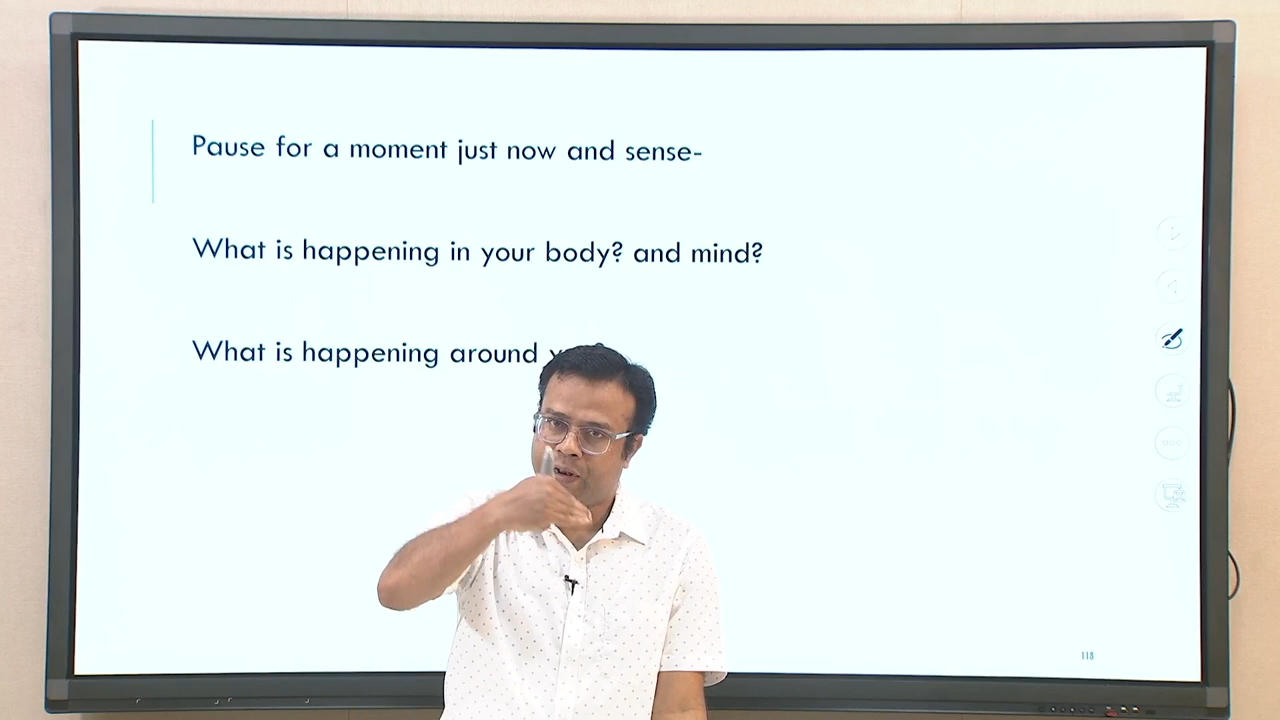 Pause for a moment just now and sense-
What is happening in your body? and mind?
What is happening around
118